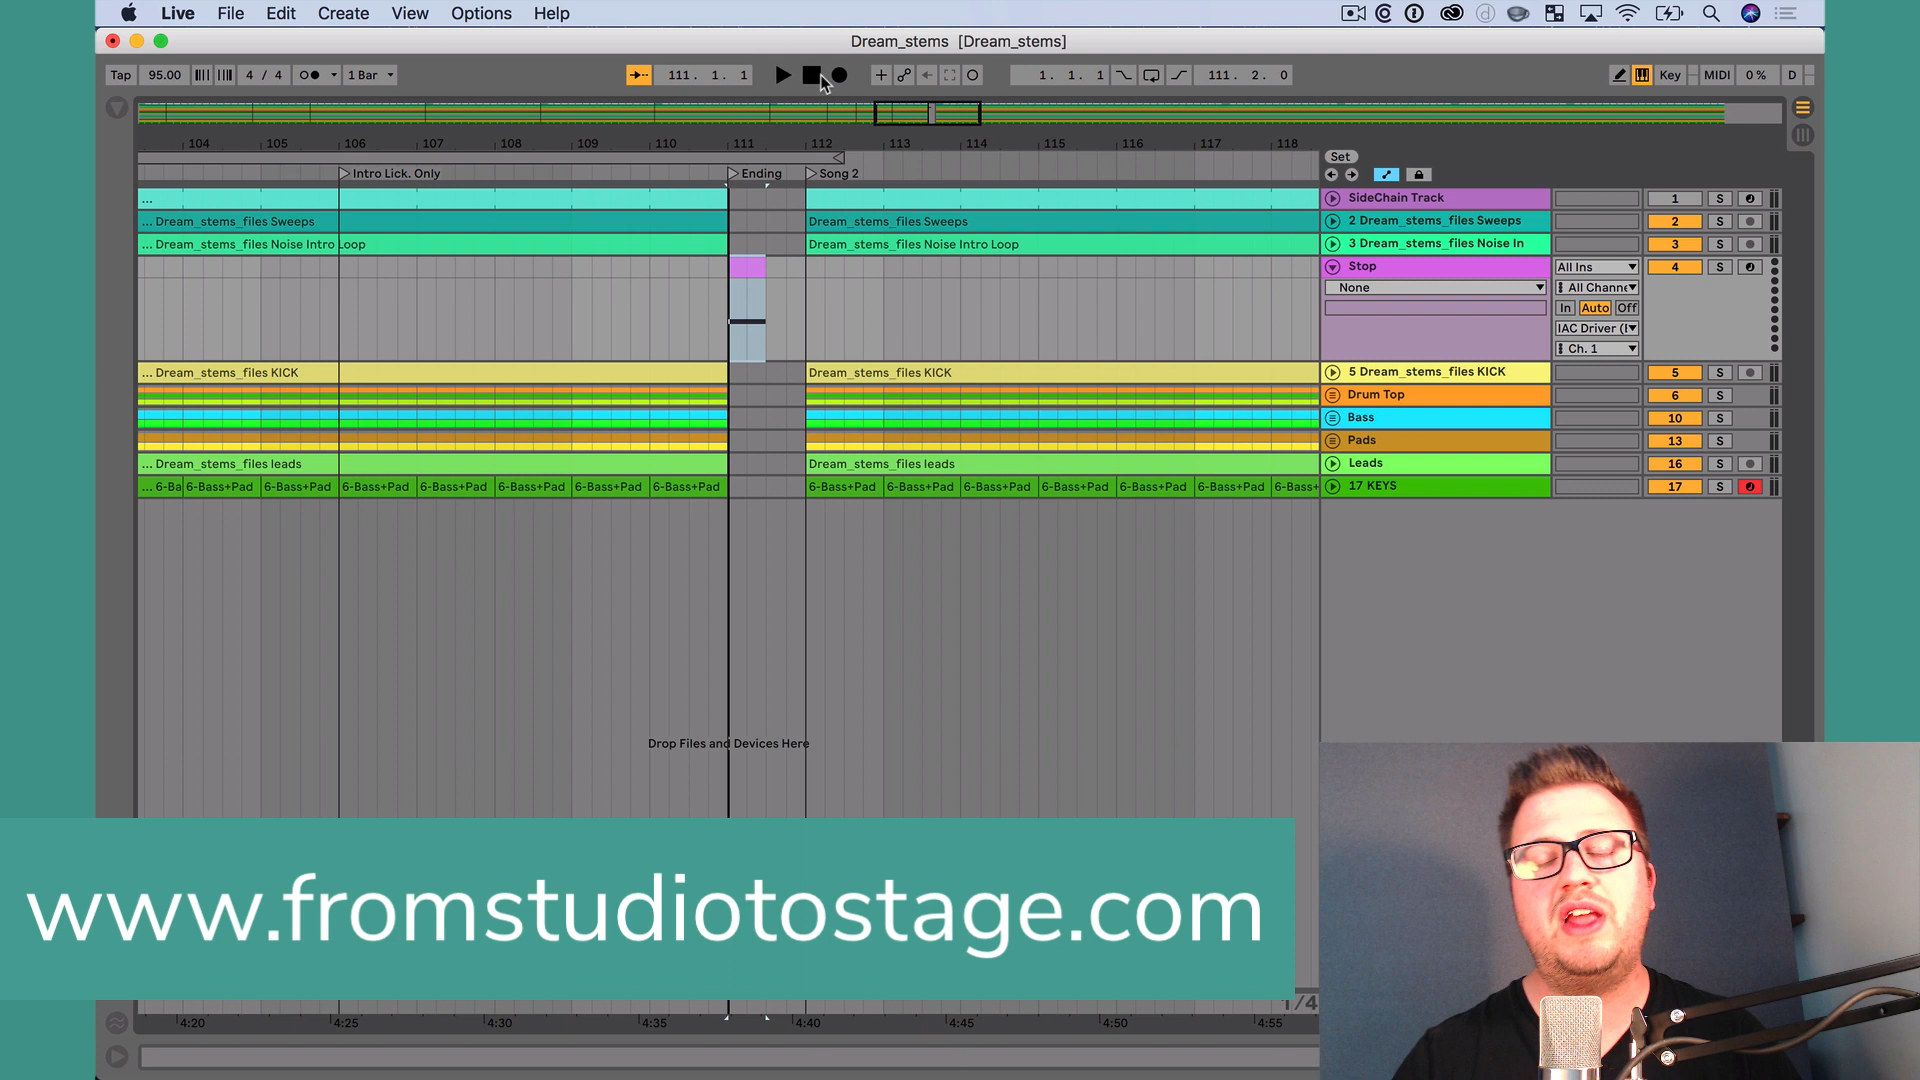 Live File Edit Create View Options Help
Dream_stems [Dream_stems]
Tap 95.00 4 / 4 1 Bar 111. 1. 1 1. 1. 1 111. 2. 0 Key MIDI 0 % D
104 105 106 107 108 109 110 111 112 113 114 115 116 117 118
Set
Intro Lick. Only Ending Song 2
... SideChain Track 1 S
... Dream_stems_files Sweeps Dream_stems_files Sweeps 2 Dream_stems_files Sweeps 2 S
... Dream_stems_files Noise Intro Loop Dream_stems_files Noise Intro Loop 3 Dream_stems_files Noise In 3 S
Stop All Ins 4 S
None All Channe
In Auto Off
IAC Driver (I
Ch. 1
... Dream_stems_files KICK Dream_stems_files KICK 5 Dream_stems_files KICK 5 S
Drum Top 6 S
Bass 10 S
Pads 13 S
... Dream_stems_files leads Dream_stems_files leads Leads 16 S
... 6-Ba 6-Bass+Pad 6-Bass+Pad 6-Bass+Pad 6-Bass+Pad 6-Bass+Pad 6-Bass+Pad 6-Bass+Pad 6-Bass+Pad 6-Bass+Pad 6-Bass+Pad 6-Bass+Pad 6-Bass+Pad 6-Bass+Pad 6-Bass+ 17 KEYS 17 S
Drop Files and Devices Here
www.fromstudiotostage.com
1/4
4:20 4:25 4:30 4:35 4:40 4:45 4:50 4:55